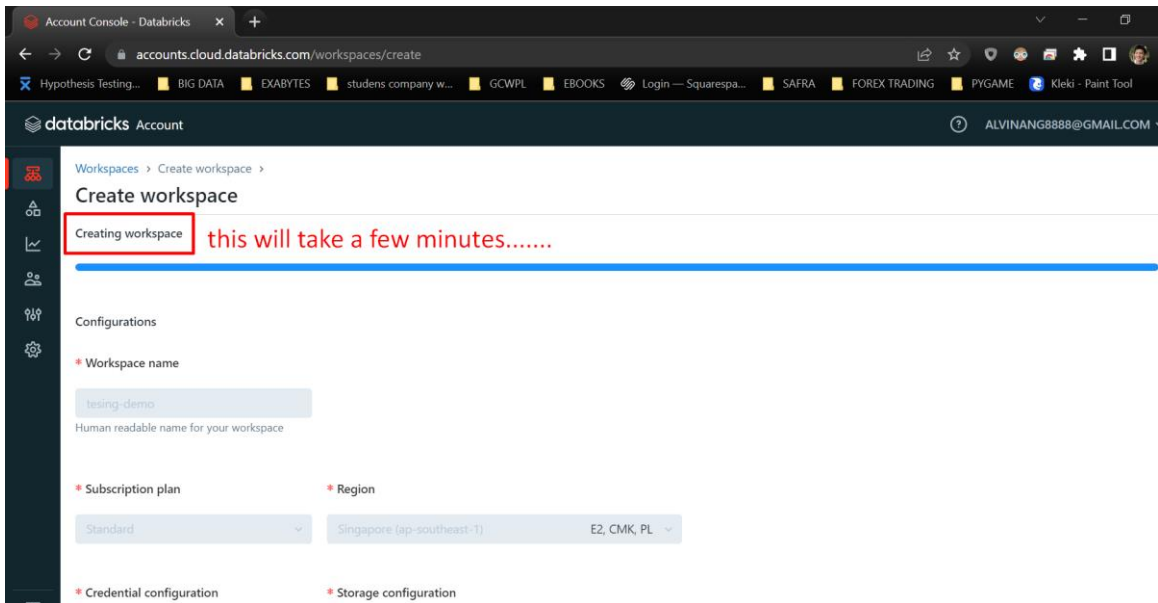 Account Console - Databricks
accounts.cloud.databricks.com/workspaces/create
Hypothesis Testing... BIG DATA EXABYTES studens company w... GCWPL EBOOKS Login — Squarespa... SAFRA FOREX TRADING PYGAME Kleki - Paint Tool
databricks Account ALVINANG8888@GMAIL.COM
Workspaces > Create workspace >
Create workspace
Creating workspace this will take a few minutes.......
Configurations
* Workspace name
tesing-demo
Human readable name for your workspace
* Subscription plan * Region
Standard Singapore (ap-southeast-1) E2, CMK, PL
* Credential configuration * Storage configuration